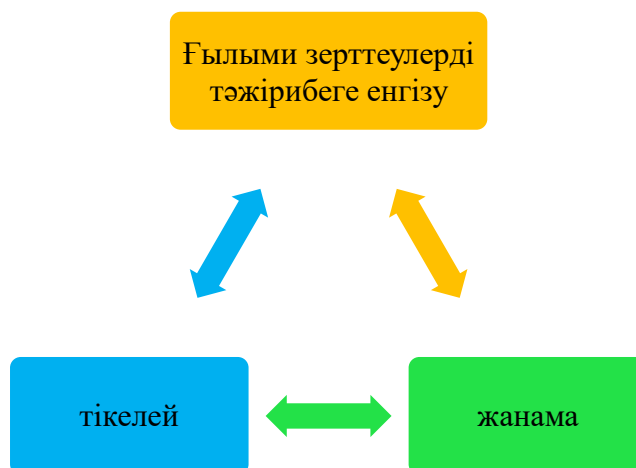 Ғылыми зерттеулерді
тәжірибеге енгізу
тікелей
жанама